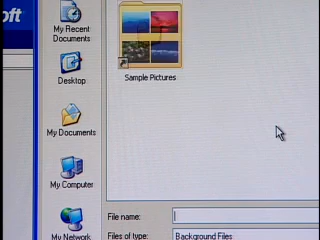 oft
My Recent
Documents
Desktop
Sample Pictures
My Documents
My Computer
File name:
My Network
Files of type:
Background Files